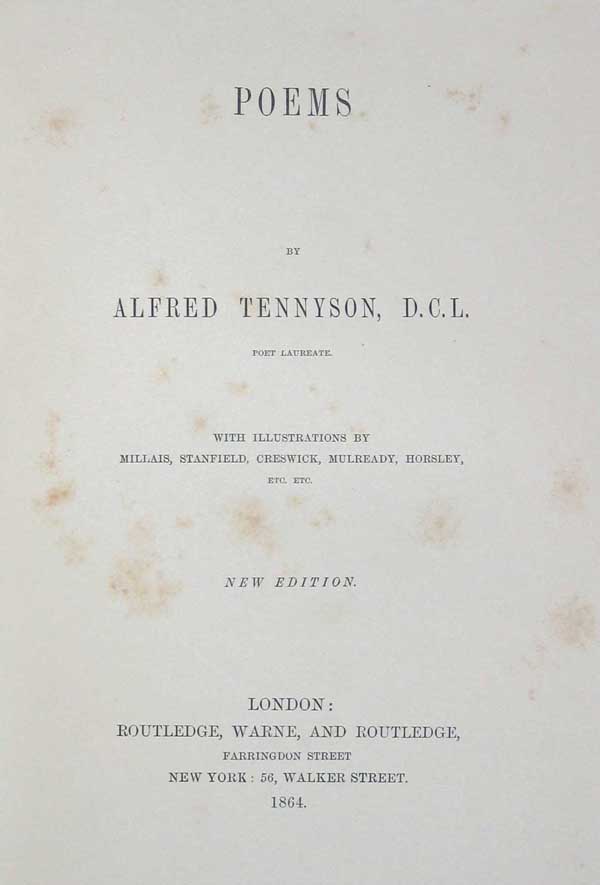 POEMS
BY
ALFRED TENNYSON, D.C.L.
POET LAUREATE.
WITH ILLUSTRATIONS BY
MILLAIS, STANFIELD, CRESWICK, MULREADY, HORSLEY,
ETC. ETC.
NEW EDITION.
LONDON:
ROUTLEDGE, WARNE, AND ROUTLEDGE,
FARRINGDON STREET
NEW YORK: 56, WALKER STREET.
1864.